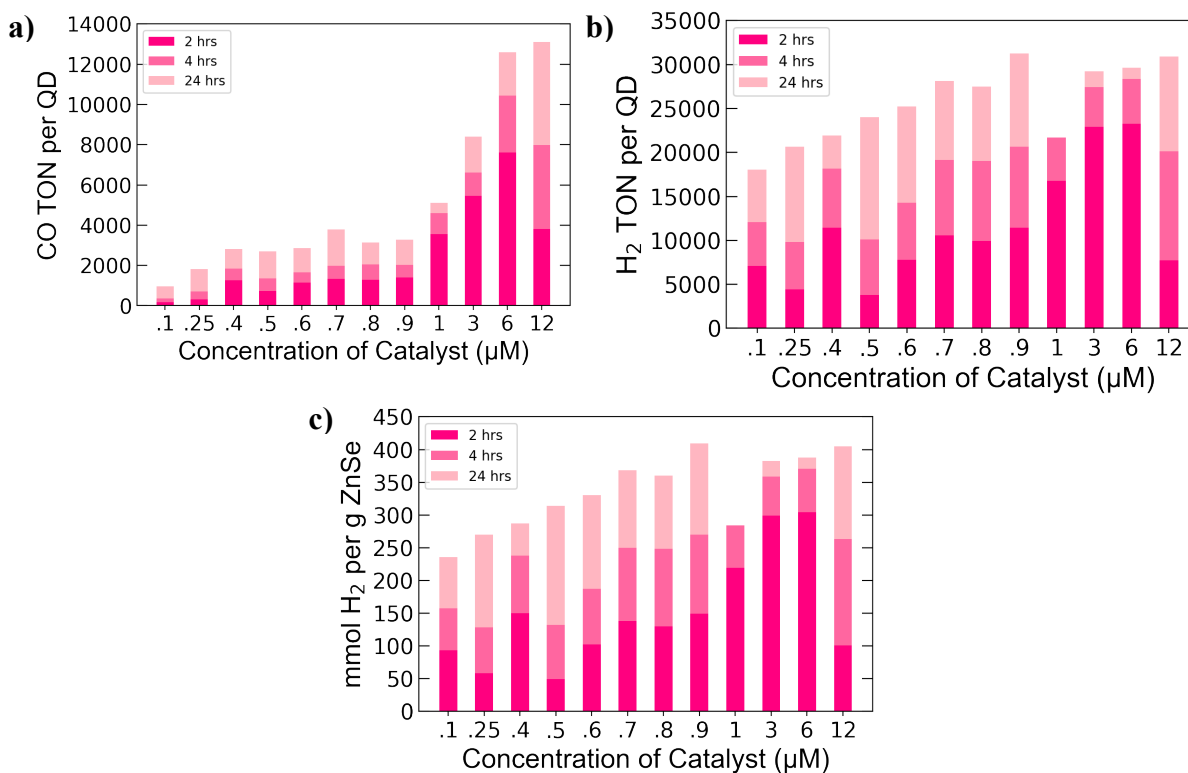 a)
CO TON per QD
14000
12000
10000
8000
6000
4000
2000
0
2 hrs
4 hrs
24 hrs
.1 .25 .4 .5 .6 .7 .8 .9 1 3 6 12
Concentration of Catalyst (μM)
b)
H₂ TON per QD
35000
30000
25000
20000
15000
10000
5000
0
2 hrs
4 hrs
24 hrs
.1 .25 .4 .5 .6 .7 .8 .9 1 3 6 12
Concentration of Catalyst (μM)
c)
mmol H₂ per g ZnSe
450
400
350
300
250
200
150
100
50
0
2 hrs
4 hrs
24 hrs
.1 .25 .4 .5 .6 .7 .8 .9 1 3 6 12
Concentration of Catalyst (μM)